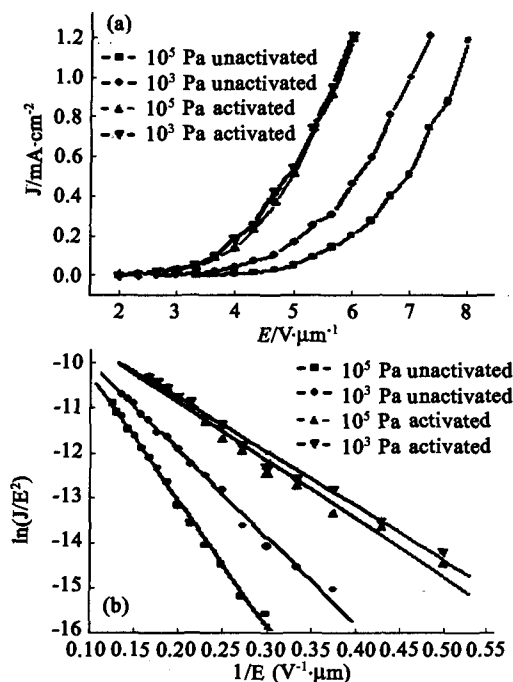 (a)
10⁵ Pa unactivated
10³ Pa unactivated
10⁵ Pa activated
10³ Pa activated
J/mA·cm⁻²
1.2
1.0
0.8
0.6
0.4
0.2
0.0
2 3 4 5 6 7 8
E/V·μm⁻¹
10⁵ Pa unactivated
10³ Pa unactivated
10⁵ Pa activated
10³ Pa activated
ln(J/E²)
-10
-11
-12
-13
-14
-15
-16
(b)
0.10 0.15 0.20 0.25 0.30 0.35 0.40 0.45 0.50 0.55
1/E (V⁻¹·μm)